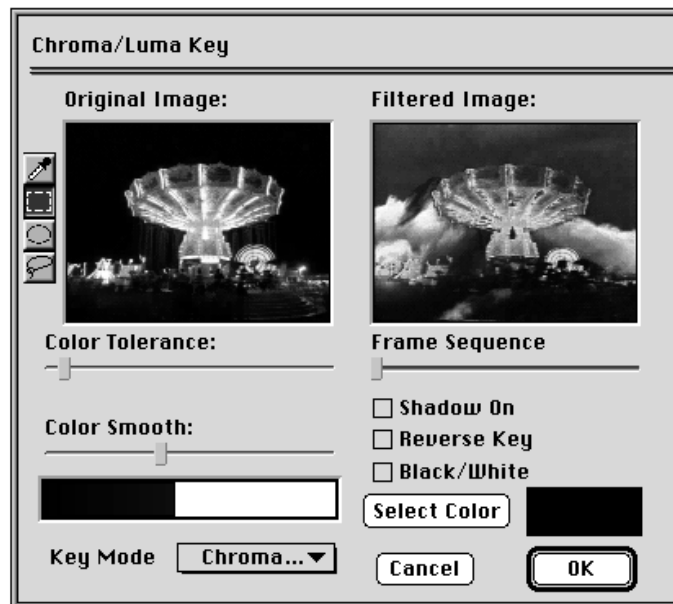 Chroma/Luma Key
Original Image:
Filtered Image:
Color Tolerance:
Frame Sequence
Shadow On
Color Smooth:
Reverse Key
Black/White
Select Color
Key Mode
Chroma...
Cancel
OK